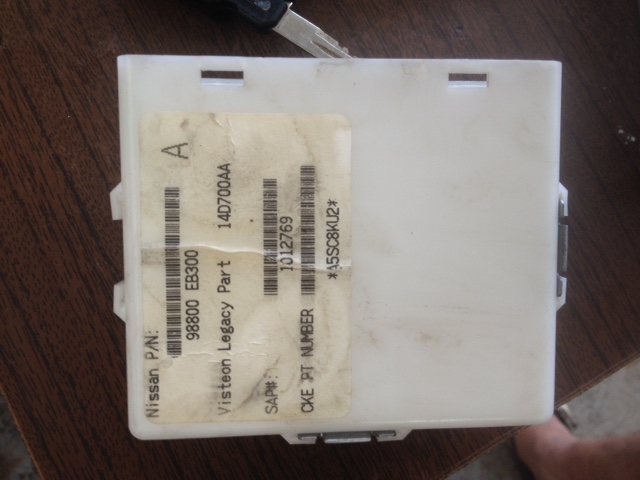 A
Nissan P/N:
98800 EB300
Visteon Legacy Part 14D700AA
SAP#:
1012769
CKE PT NUMBER
*A5SC8KU2*